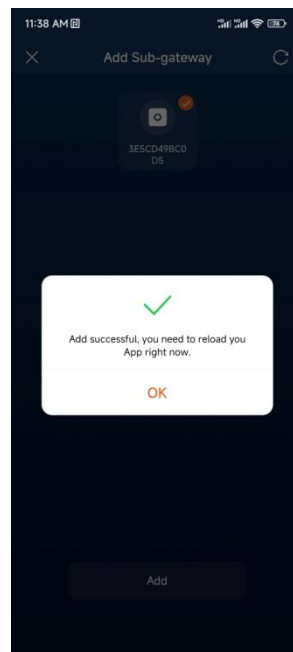 11:38 AM
Add Sub-gateway
3E5CD49BC0
D5
Add successful, you need to reload you
App right now.
OK
Add